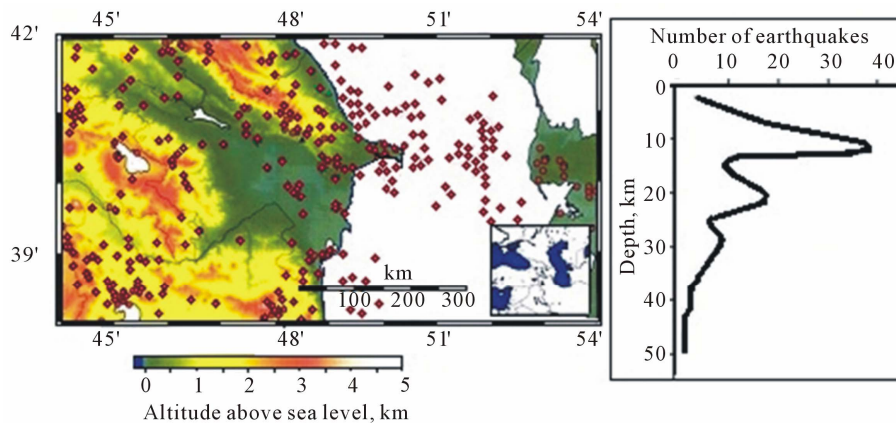 45' 48' 51' 54'
42'
39'
km
100 200 300
45' 48' 51' 54'
0 1 2 3 4 5
Altitude above sea level, km
Number of earthquakes
0 10 20 30 40
0
10
20
30
40
50
Depth, km